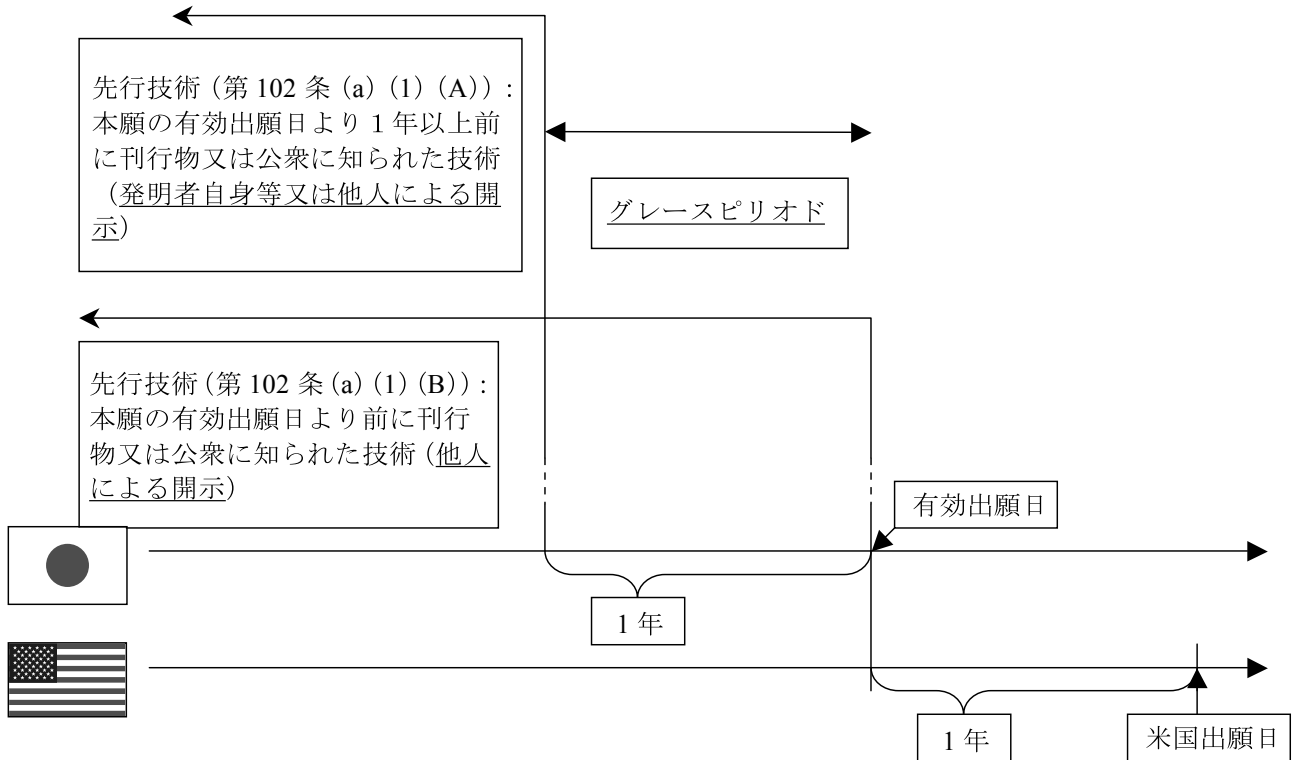 先行技術(第 102 条 (a) (1) (A)):
本願の有効出願日より1年以上前
に刊行物又は公衆に知られた技術
(発明者自身等又は他人による開
示)
グレースピリオド
先行技術(第 102 条 (a) (1) (B)):
本願の有効出願日より前に刊行
物又は公衆に知られた技術(他人
による開示)
有効出願日
1 年
1 年
米国出願日